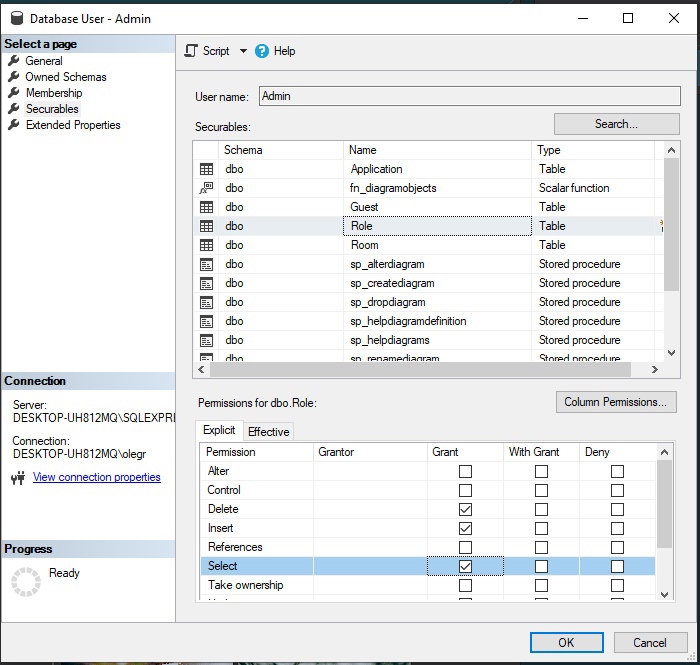 Database User - Admin
Select a page
General
Owned Schemas
Membership
Securables
Extended Properties
Connection
Server:
DESKTOP-UH812MQ\SQLEXPRI
Connection:
DESKTOP-UH812MQ\olegr
View connection properties
Progress
Ready
Script Help
User name: Admin
Securables: Search...
Schema Name Type
dbo Application Table
dbo fn_diagramobjects Scalar function
dbo Guest Table
dbo Role Table
dbo Room Table
dbo sp_alterdiagram Stored procedure
dbo sp_creatediagram Stored procedure
dbo sp_dropdiagram Stored procedure
dbo sp_helpdiagramdefinition Stored procedure
dbo sp_helpdiagrams Stored procedure
dbo sp_renamediagram Stored procedure
Permissions for dbo.Role: Column Permissions...
Explicit Effective
Permission Grantor Grant With Grant Deny
Alter
Control
Delete
Insert
References
Select
Take ownership
OK Cancel